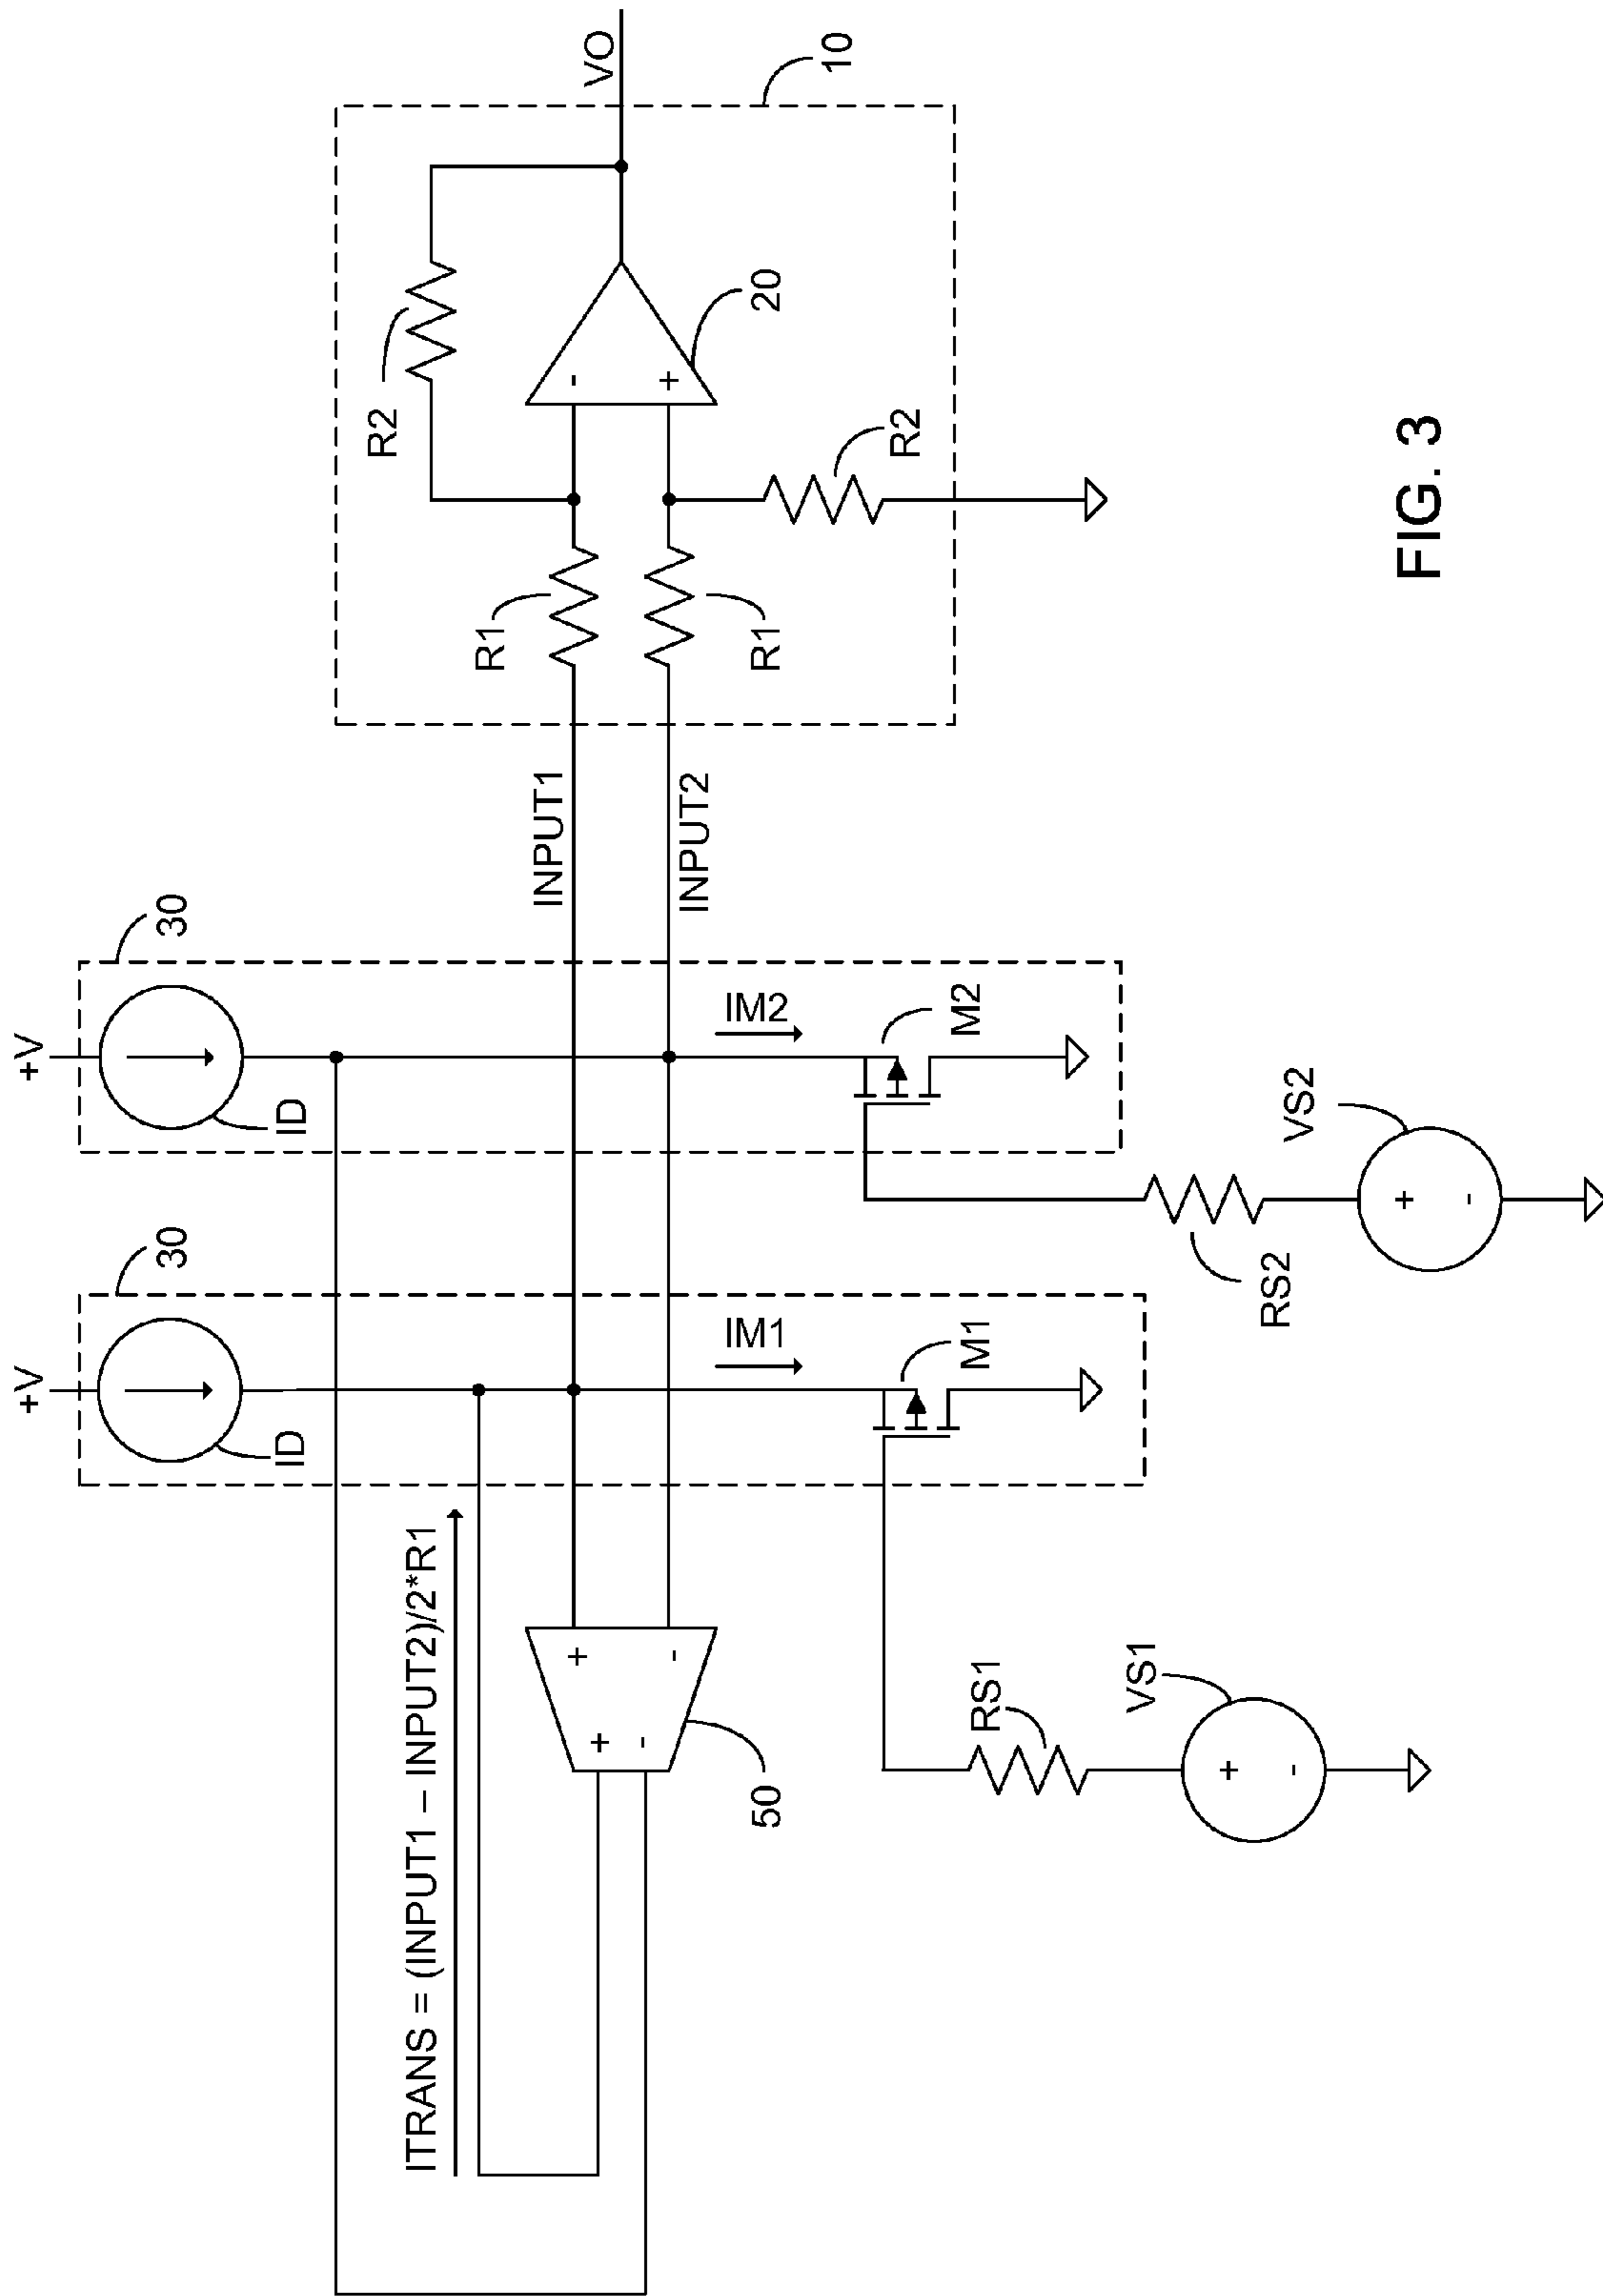 +V
+V
ID
ID
30
30
ITRANS = (INPUT1 – INPUT2)/2*R1
50
+
-
+
-
IM1
IM2
M1
M2
RS1
RS2
VS1
+
-
VS2
+
-
INPUT1
INPUT2
R1
R1
R2
R2
-
+
20
10
VO
FIG. 3